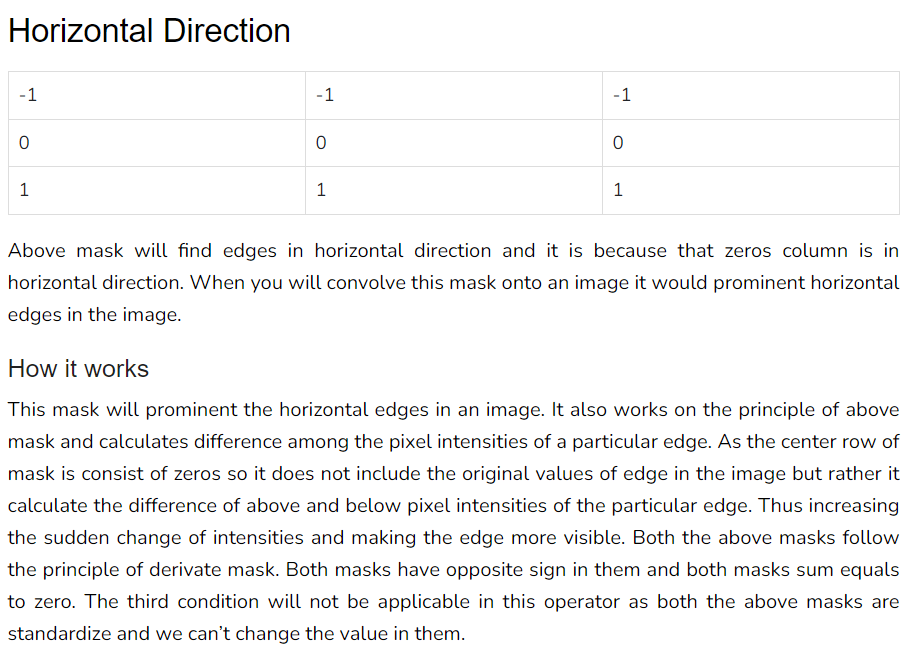 Horizontal Direction
-1 -1 -1
0 0 0
1 1 1
Above mask will find edges in horizontal direction and it is because that zeros column is in
horizontal direction. When you will convolve this mask onto an image it would prominent horizontal
edges in the image.
How it works
This mask will prominent the horizontal edges in an image. It also works on the principle of above
mask and calculates difference among the pixel intensities of a particular edge. As the center row of
mask is consist of zeros so it does not include the original values of edge in the image but rather it
calculate the difference of above and below pixel intensities of the particular edge. Thus increasing
the sudden change of intensities and making the edge more visible. Both the above masks follow
the principle of derivate mask. Both masks have opposite sign in them and both masks sum equals
to zero. The third condition will not be applicable in this operator as both the above masks are
standardize and we can’t change the value in them.